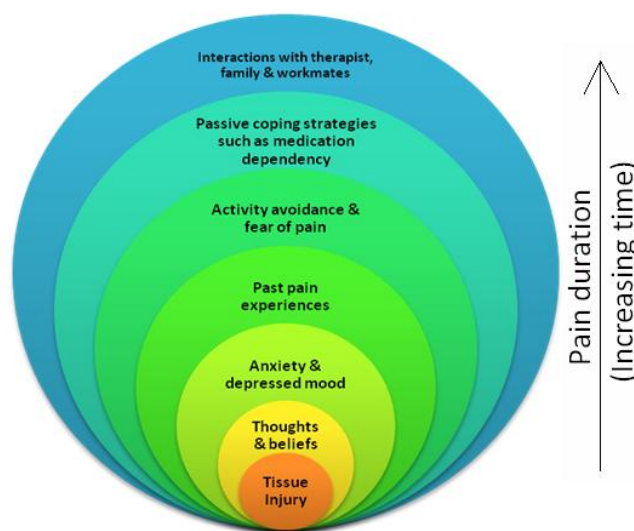 Interactions with therapist,
family & workmates
Passive coping strategies
such as medication
dependency
Activity avoidance &
fear of pain
Past pain
experiences
Anxiety &
depressed mood
Thoughts
& beliefs
Tissue
Injury
Pain duration
(Increasing time)